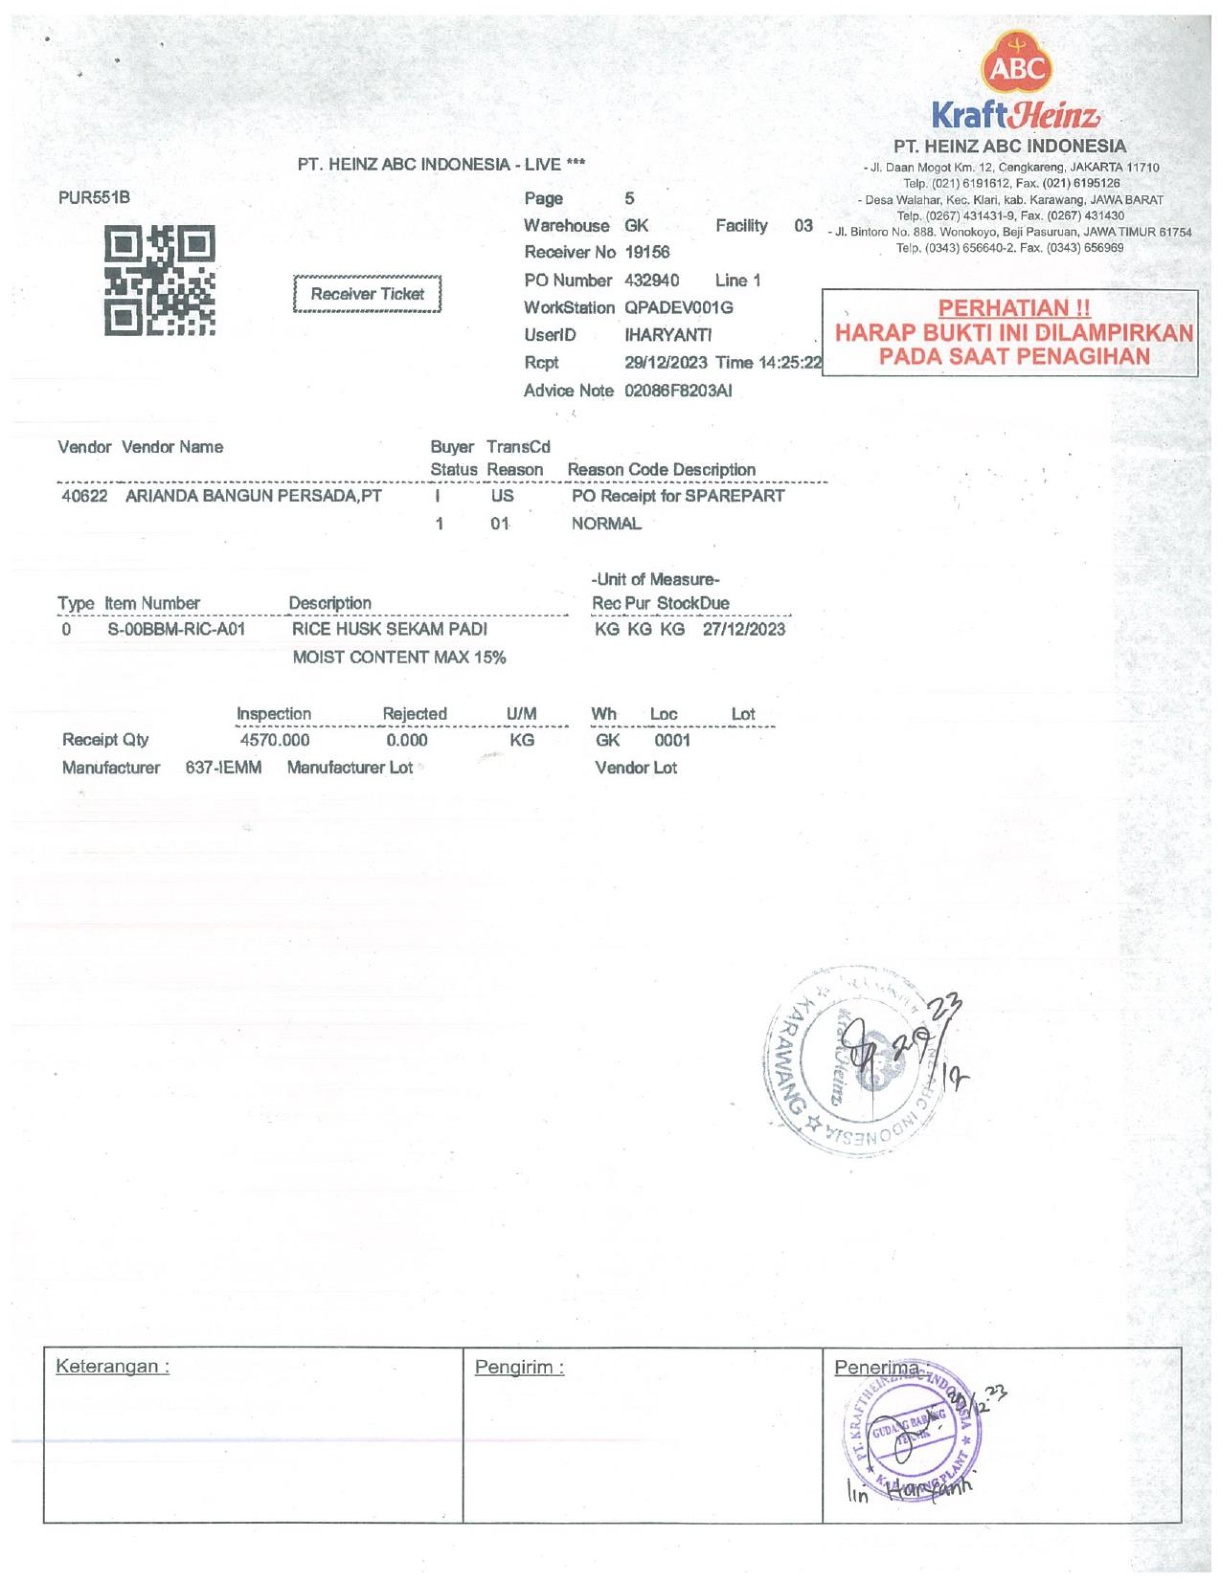 ABC
KraftHeinz
PT. HEINZ ABC INDONESIA
- Jl. Daan Mogot Km. 12, Cengkareng, JAKARTA 11710
Telp. (021) 6191612, Fax. (021) 6195126
- Desa Walahar, Kec. Klari, kab. Karawang, JAWA BARAT
Telp. (0267) 431431-9, Fax. (0267) 431430
- Jl. Bintoro No. 888. Wonokoyo, Beji Pasuruan, JAWA TIMUR 61754
Telp. (0343) 656640-2, Fax. (0343) 656969
PT. HEINZ ABC INDONESIA - LIVE ***
PUR551B
Page 5
Warehouse GK Facility 03
Receiver No 19156
Receiver Ticket
PO Number 432940 Line 1
WorkStation QPADEV001G
UserID IHARYANTI
Rcpt 29/12/2023 Time 14:25:22
Advice Note 02086F8203AI
PERHATIAN !!
HARAP BUKTI INI DILAMPIRKAN
PADA SAAT PENAGIHAN
Vendor Vendor Name Buyer TransCd
Status Reason Reason Code Description
40622 ARIANDA BANGUN PERSADA,PT I US PO Receipt for SPAREPART
1 01 NORMAL
-Unit of Measure-
Type Item Number Description Rec Pur StockDue
0 S-00BBM-RIC-A01 RICE HUSK SEKAM PADI KG KG KG 27/12/2023
MOIST CONTENT MAX 15%
Inspection Rejected U/M Wh Loc Lot
Receipt Qty 4570.000 0.000 KG GK 0001
Manufacturer 637-IEMM Manufacturer Lot Vendor Lot
KARAWANG
KraftHeinz
ABC INDONESIA
29/12 23
Keterangan : Pengirim : Penerima :
PT. KRAFTHEINZ ABC INDONESIA
GUDANG BARANG
TEKNIK
KARAWANG PLANT
Iin Haryanti